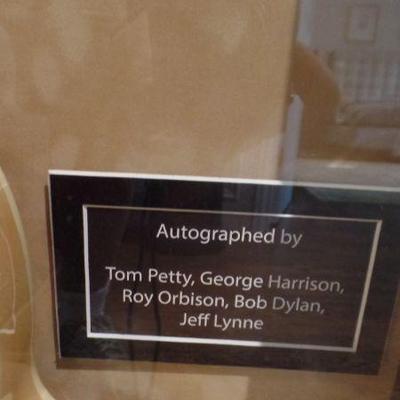 Autographed by
Tom Petty, George Harrison,
Roy Orbison, Bob Dylan,
Jeff Lynne